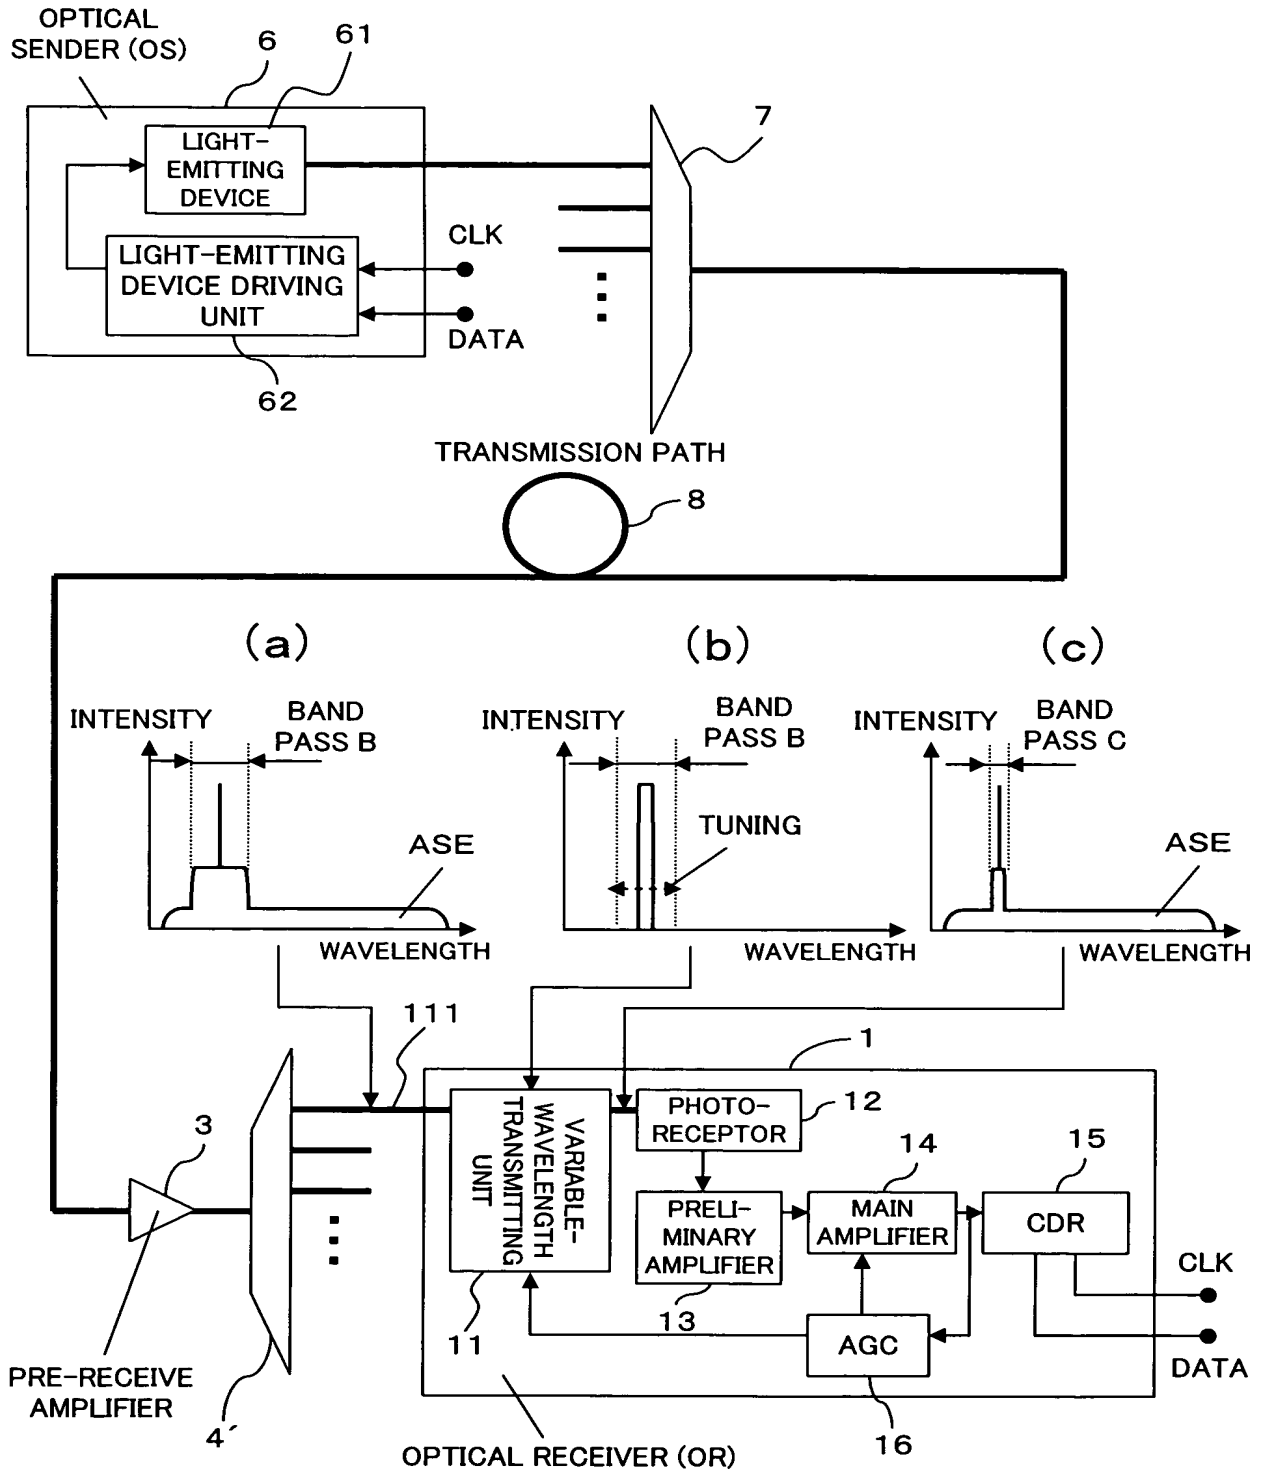 OPTICAL
SENDER (OS)
6
61
LIGHT-
EMITTING
DEVICE
7
CLK
LIGHT-EMITTING
DEVICE DRIVING
UNIT
DATA
62
TRANSMISSION PATH
8
(a)
(b)
(c)
INTENSITY
BAND
PASS B
ASE
WAVELENGTH
INTENSITY
BAND
PASS B
TUNING
WAVELENGTH
INTENSITY
BAND
PASS C
ASE
WAVELENGTH
111
1
3
VARIABLE-
WAVELENGTH
TRANSMITTING
UNIT
PHOTO-
RECEPTOR
12
14
15
PRELI-
MINARY
AMPLIFIER
MAIN
AMPLIFIER
CDR
CLK
11
13
AGC
DATA
PRE-RECEIVE
AMPLIFIER
4´
16
OPTICAL RECEIVER (OR)